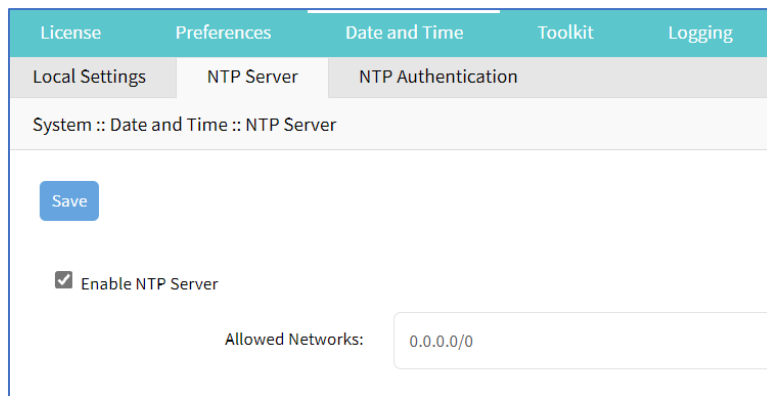 License Preferences Date and Time Toolkit Logging
Local Settings NTP Server NTP Authentication
System :: Date and Time :: NTP Server
Save
Enable NTP Server
Allowed Networks: 0.0.0.0/0